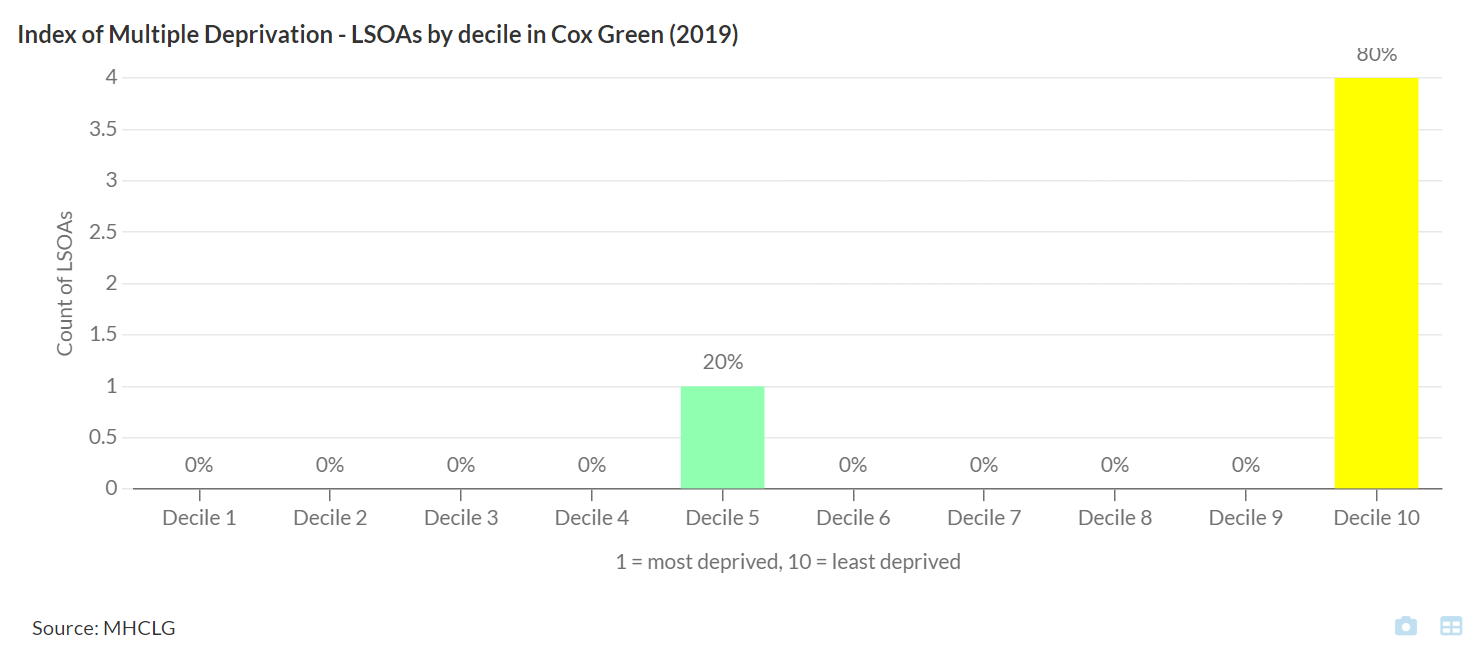 Index of Multiple Deprivation - LSOAs by decile in Cox Green (2019)
80%
4
3.5
3
2.5
2
1.5
1
0.5
0
Count of LSOAs
20%
0%
0%
0%
0%
0%
0%
0%
0%
Decile 1
Decile 2
Decile 3
Decile 4
Decile 5
Decile 6
Decile 7
Decile 8
Decile 9
Decile 10
1 = most deprived, 10 = least deprived
Source: MHCLG